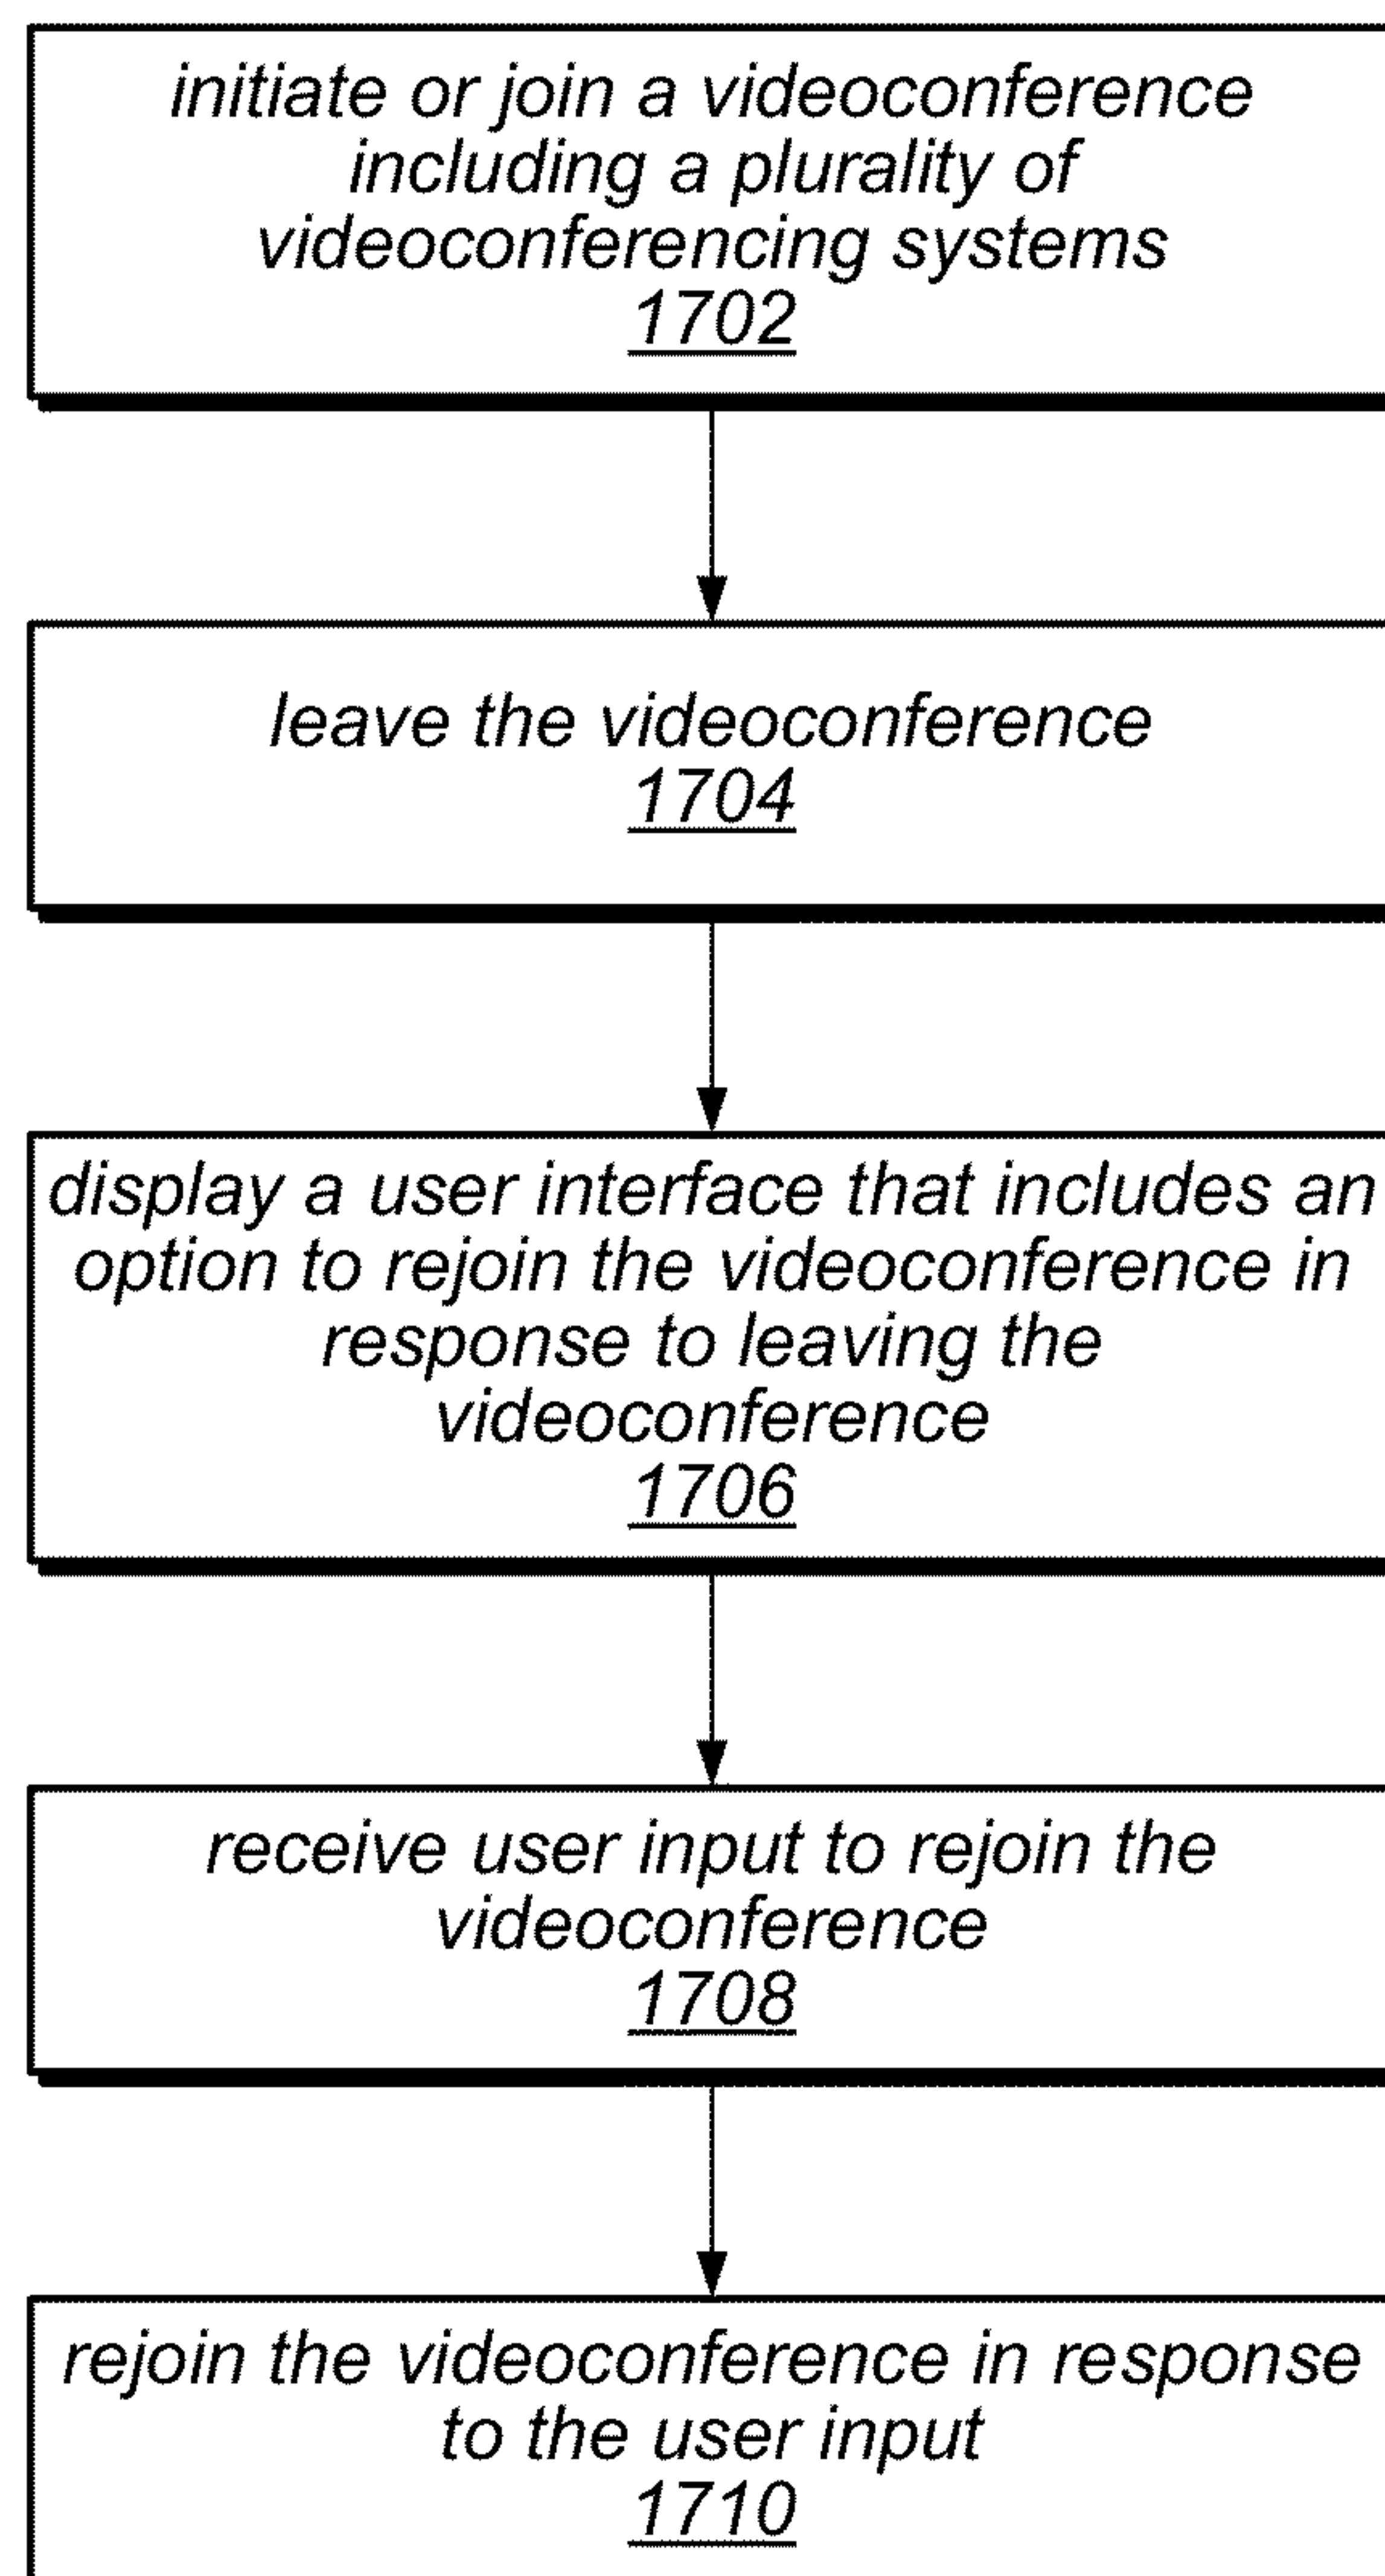 initiate or join a videoconference
including a plurality of
videoconferencing systems
1702
leave the videoconference
1704
display a user interface that includes an
option to rejoin the videoconference in
response to leaving the
videoconference
1706
receive user input to rejoin the
videoconference
1708
rejoin the videoconference in response
to the user input
1710